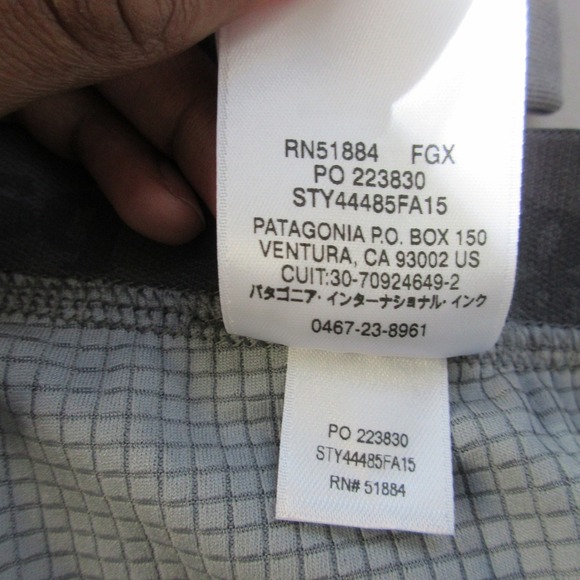 RN51884 FGX
PO 223830
STY44485FA15
PATAGONIA P.O. BOX 150
VENTURA, CA 93002 US
CUIT:30-70924649-2
パタゴニア・インターナショナル・インク
0467-23-8961
PO 223830
STY44485FA15
RN# 51884